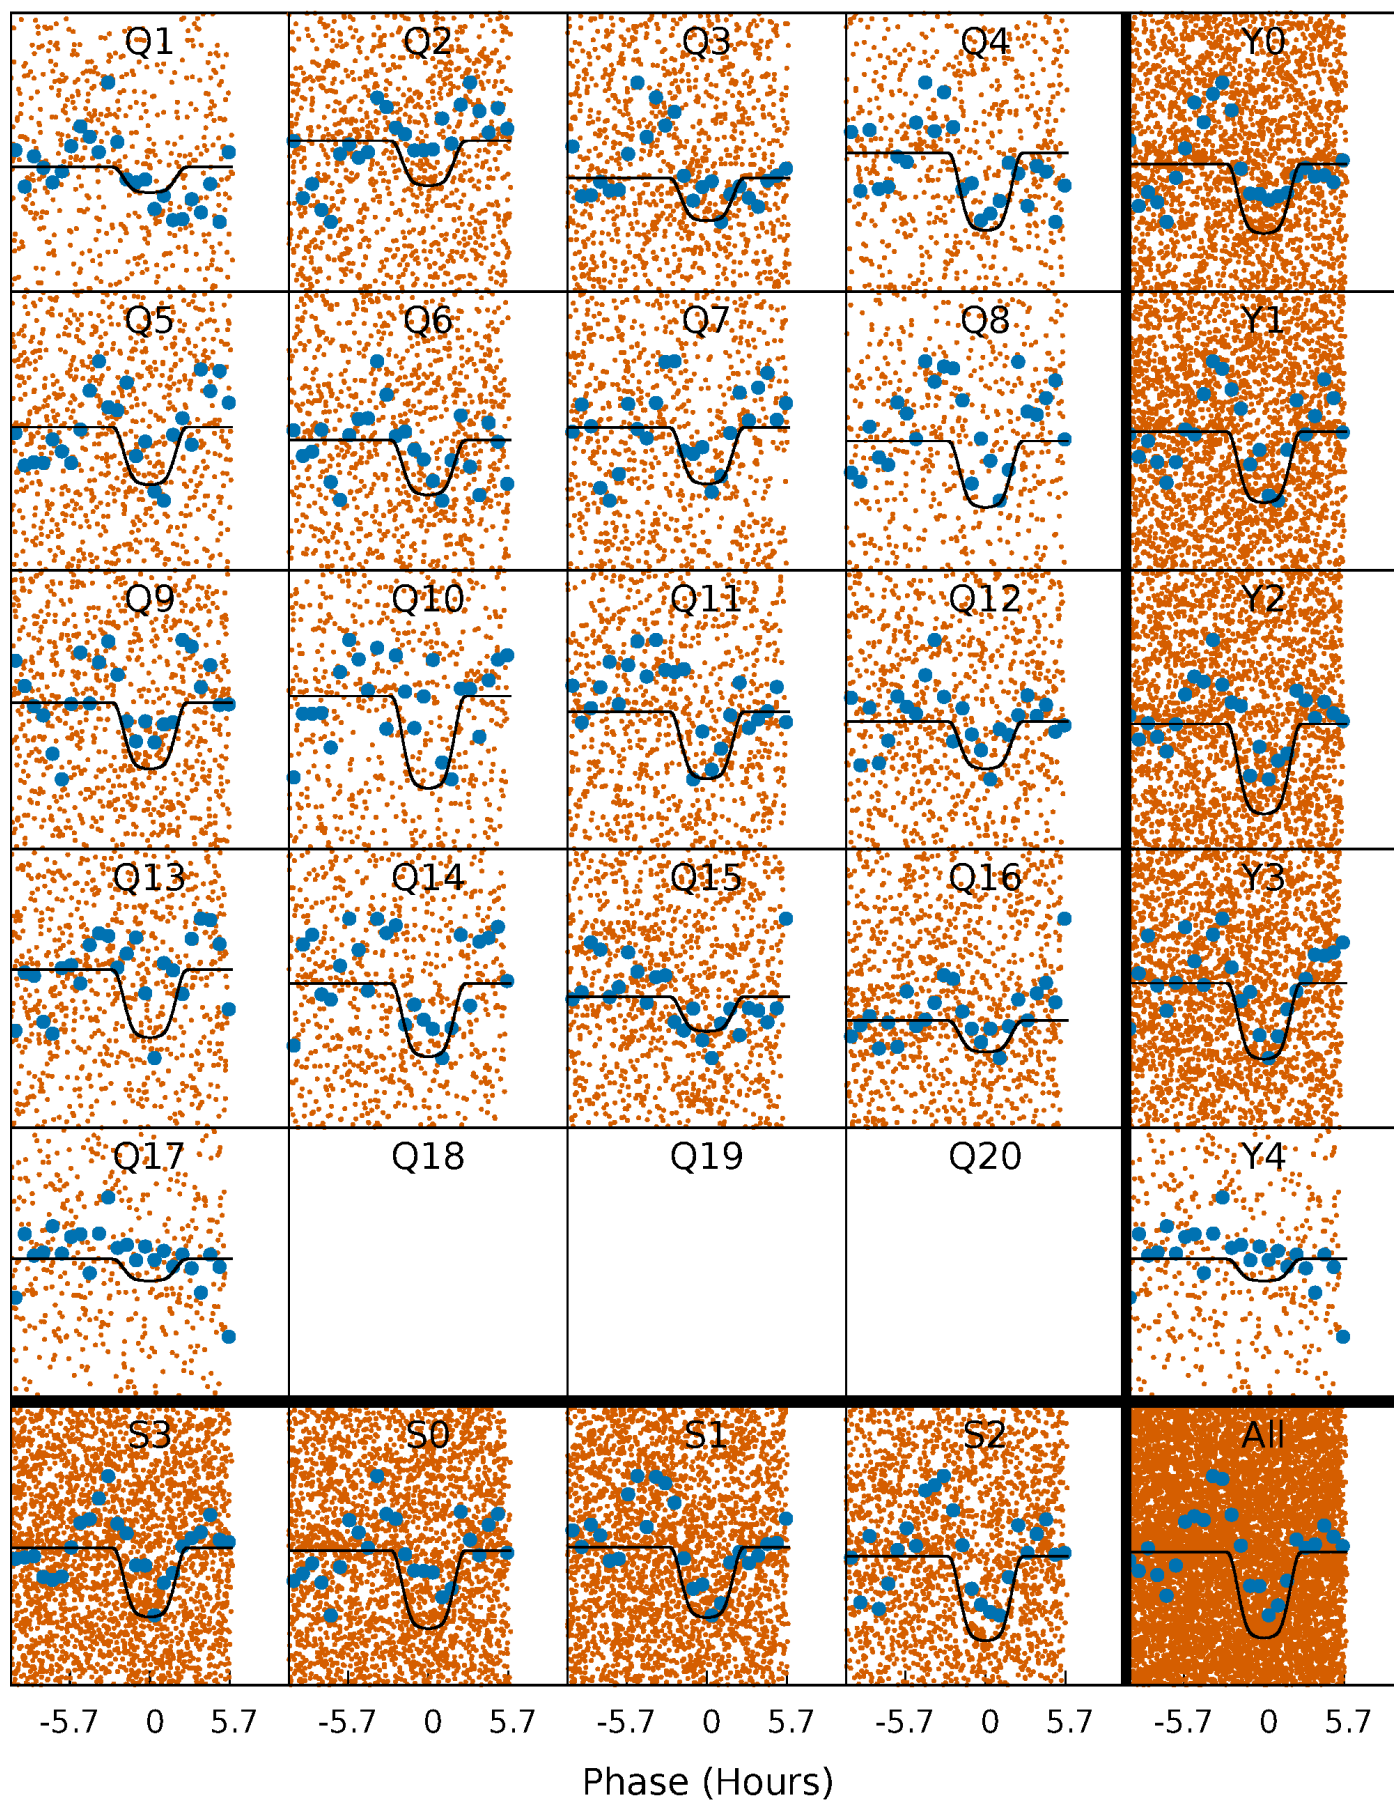 Q1 Q2 Q3 Q4 Y0
Q5 Q6 Q7 Q8 Y1
Q9 Q10 Q11 Q12 Y2
Q13 Q14 Q15 Q16 Y3
Q17 Q18 Q19 Q20 Y4
S3 S0 S1 S2 All
-5.7 0 5.7 -5.7 0 5.7 -5.7 0 5.7 -5.7 0 5.7 -5.7 0 5.7
Phase (Hours)